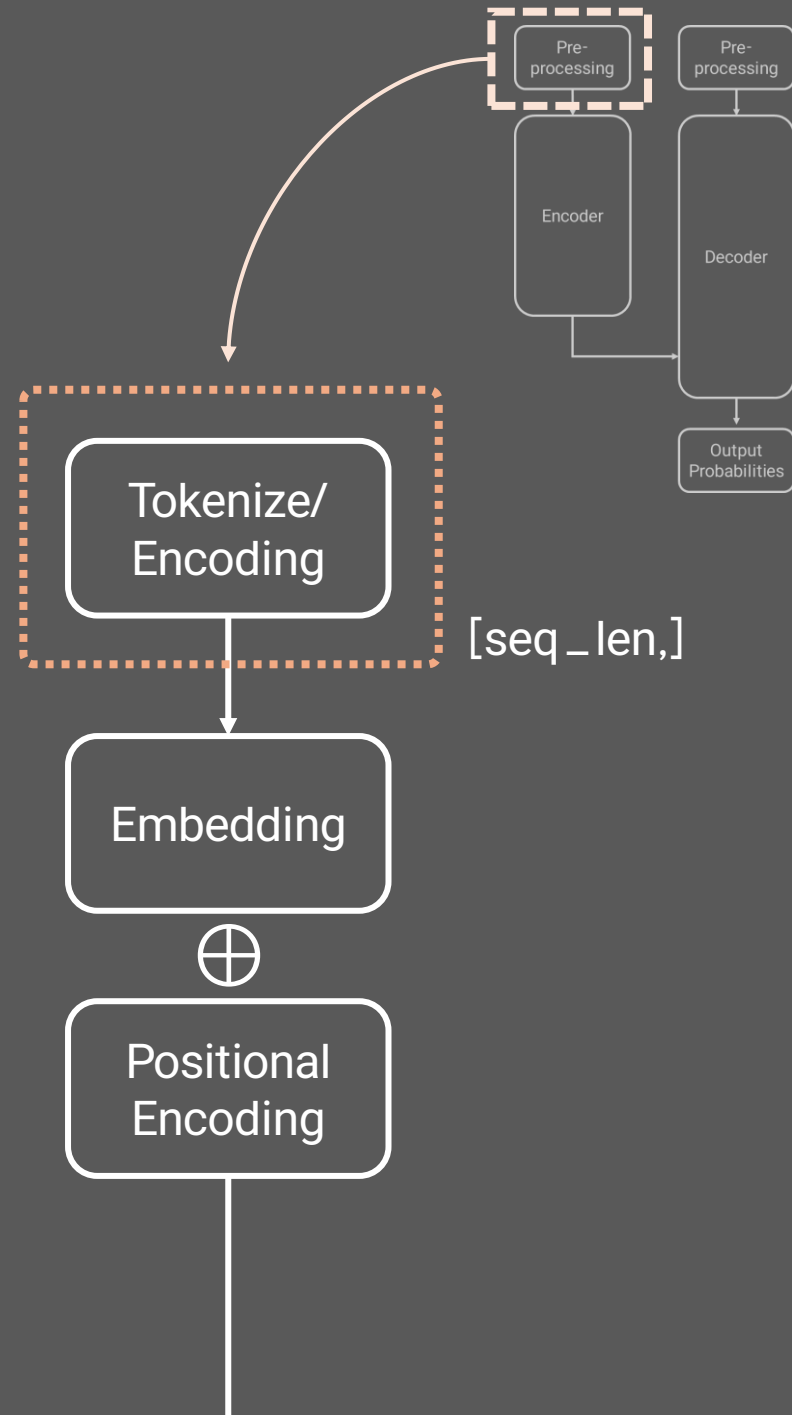 Pre-
processing
Pre-
processing
Encoder
Decoder
Output
Probabilities
Tokenize/
Encoding
[seq_len,]
Embedding
Positional
Encoding